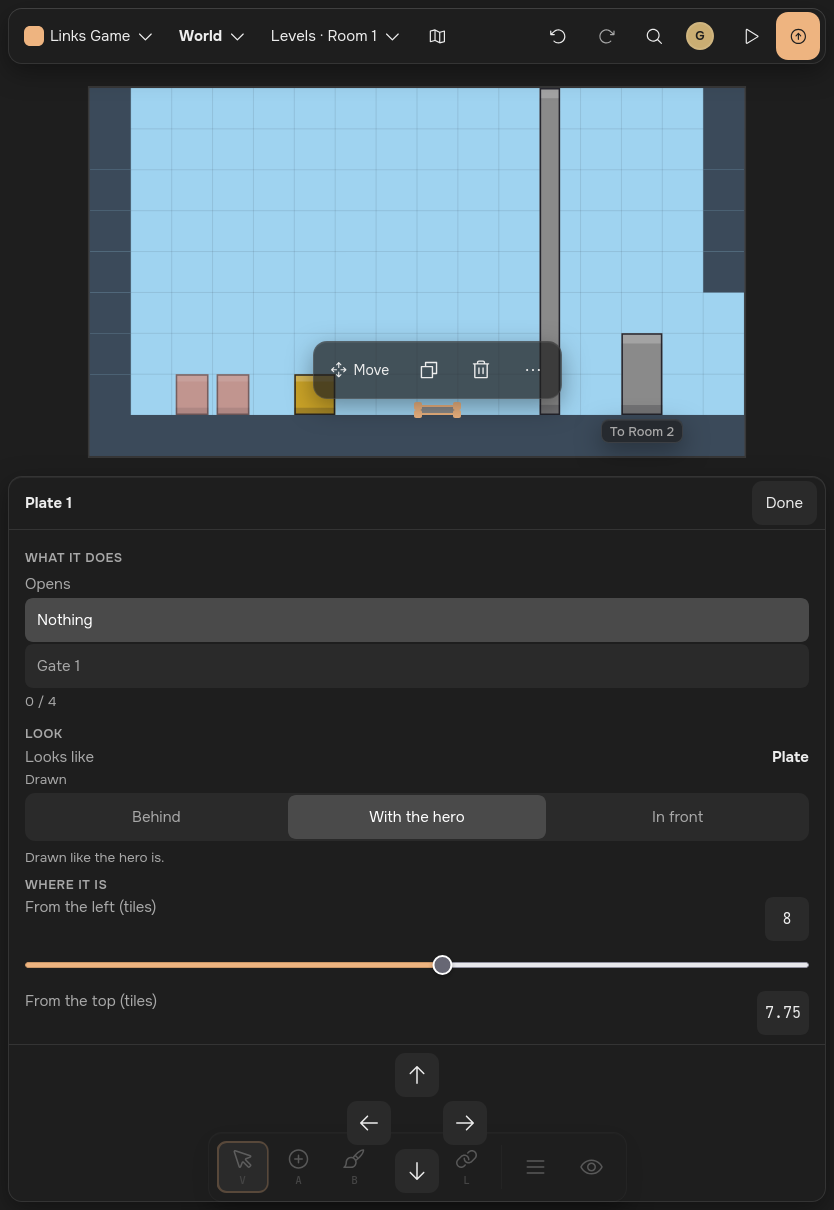 Links Game World Levels · Room 1 G
Move ···
To Room 2
Plate 1 Done
WHAT IT DOES
Opens
Nothing
Gate 1
0 / 4
LOOK
Looks like Plate
Drawn
Behind With the hero In front
Drawn like the hero is.
WHERE IT IS
From the left (tiles) 8
From the top (tiles) 7.75
V A B L